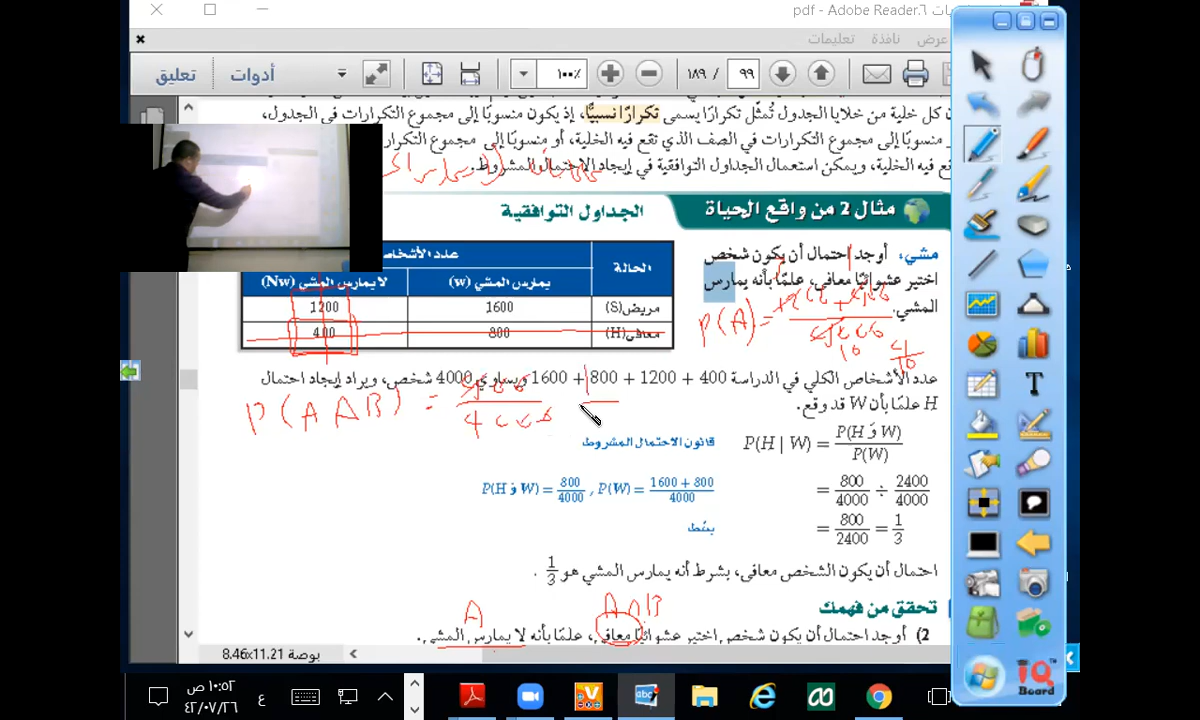 pdf - Adobe Reader.٦
عرض نافذة تعليمات
٩٩ / ١٨٩ ١٠٠٪ أدوات تعليق
ن كل خلية من خلايا الجدول تُمثّل تكرارًا يسمى تكرارًا نسبيًّا، إذ يكون منسوبًا إلى مجموع التكرارات في الجدول،
منسوبًا إلى مجموع التكرارات في الصف الذي تقع فيه الخلية، أو منسوبًا إلى مجموع التكرار
قع فيه الخلية، ويمكن استعمال الجداول التوافقية في إيجاد الاحتمال المشروط.
مثال 2 من واقع الحياة الجداول التوافقية
مشي، أوجد احتمال أن يكون شخص
اختير عشوائيًّا معافى، علمًا بأنه يمارس
المشي.
الحالة عدد الأشخاص
يمارس المشي (w) لا يمارس المشي (Nw)
مريض(S) 1600 1200
معافى(H) 800 400
P(A) =
4/10
عدد الأشخاص الكلي في الدراسة 400 + 1200 + 800 + 1600 ويساوي 4000 شخص، ويراد إيجاد احتمال
H علمًا بأن W قد وقع.
P(A ∩ B) = 400/4000
P(H | W) = P(H و W)/P(W) قانون الاحتمال المشروط
= 800/4000 ÷ 2400/4000 P(H و W) = 800/4000 , P(W) = 1600 + 800/4000
= 800/2400 = 1/3 بسّط
احتمال أن يكون الشخص معافى، بشرط أنه يمارس المشي هو 1/3 .
تحقق من فهمك
A A∩B
2) أوجد احتمال أن يكون شخص اختير عشوائيًّا معافى، علمًا بأنه لا يمارس المشي.
8.46x11.21 بوصة
IQ Board
١٠:٥٢ ص
٤٢/٠٧/٢٦
ع